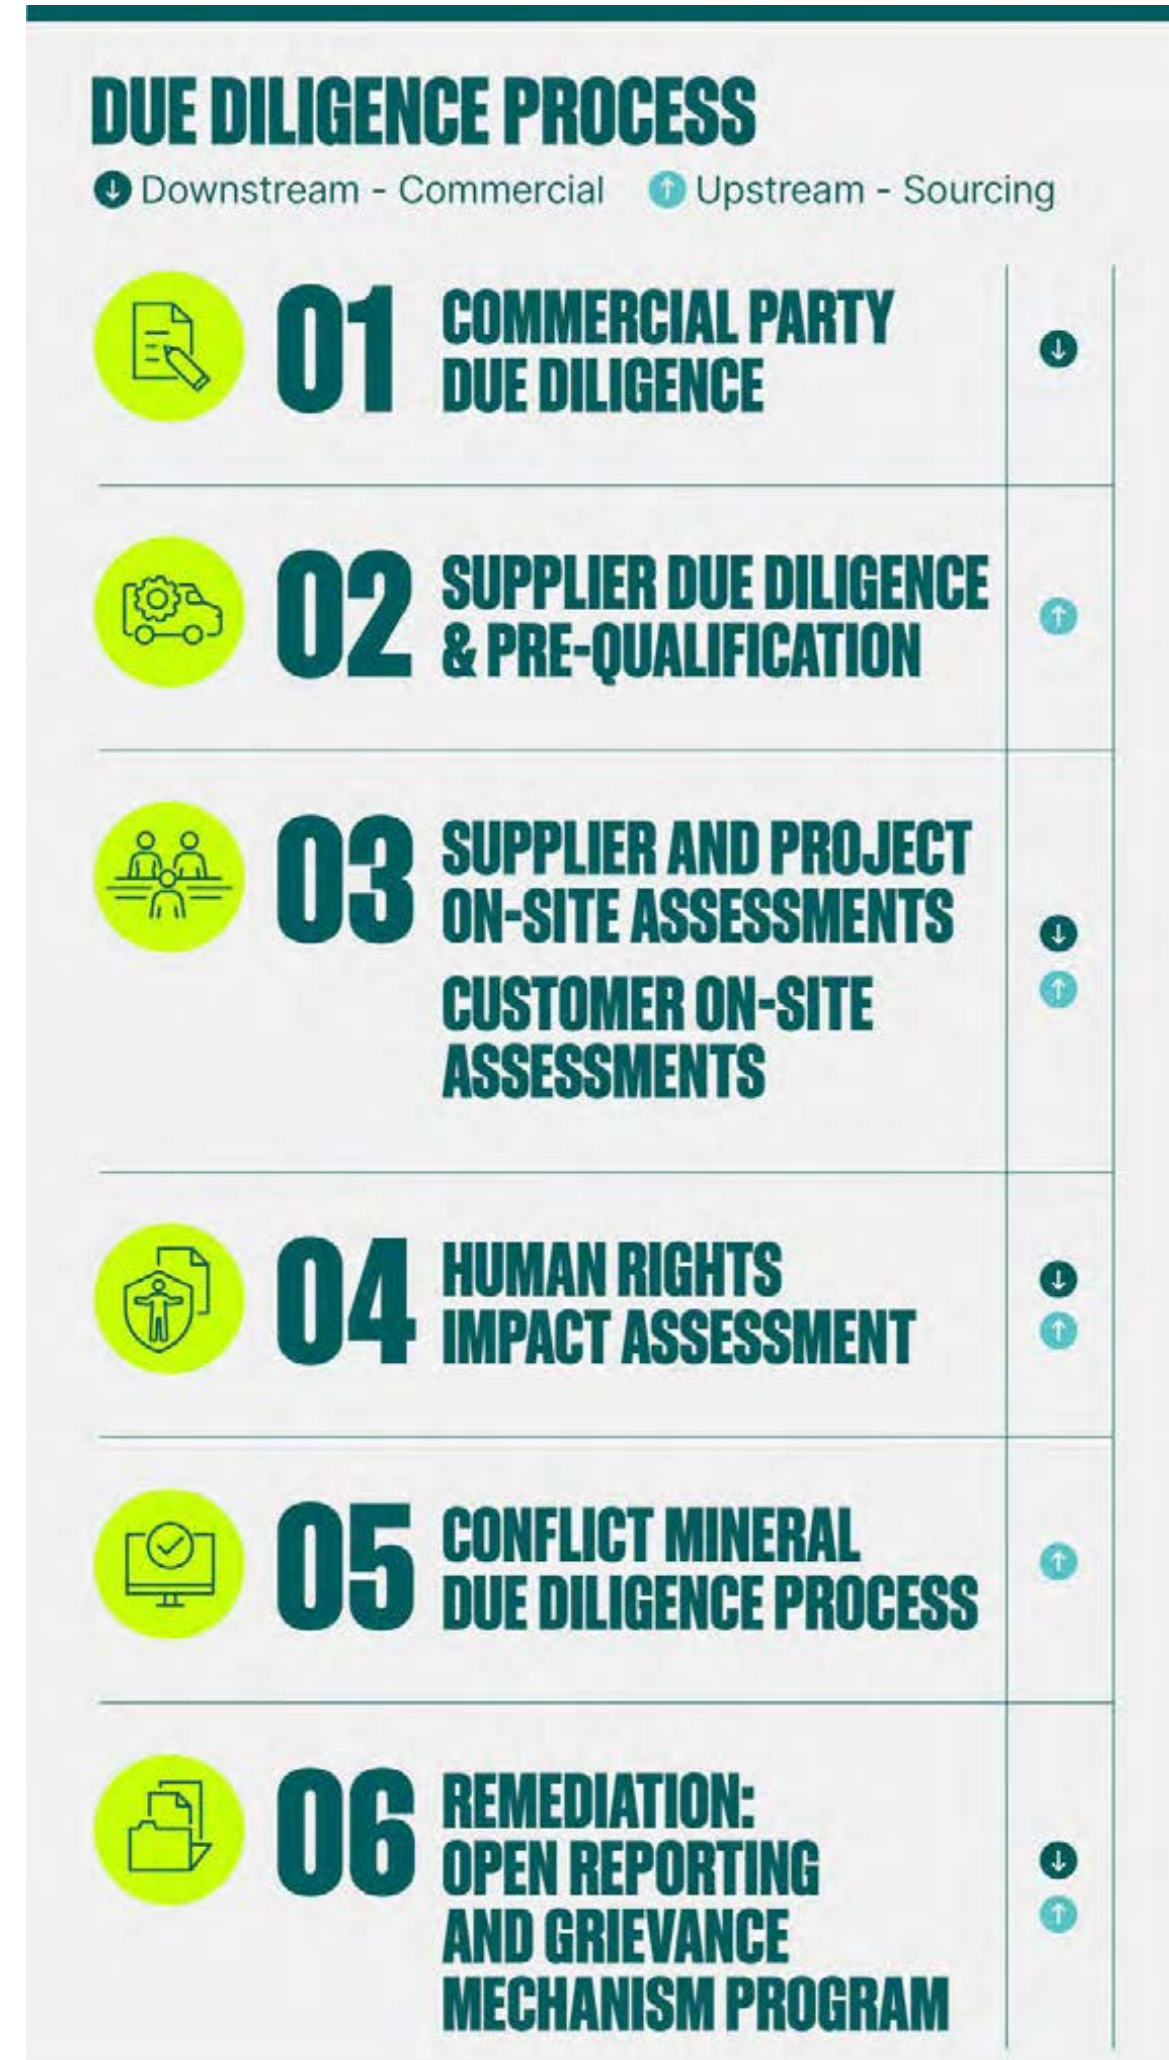 DUE DILIGENCE PROCESS
Downstream - Commercial Upstream - Sourcing
01 COMMERCIAL PARTY
DUE DILIGENCE
02 SUPPLIER DUE DILIGENCE
& PRE-QUALIFICATION
03 SUPPLIER AND PROJECT
ON-SITE ASSESSMENTS
CUSTOMER ON-SITE
ASSESSMENTS
04 HUMAN RIGHTS
IMPACT ASSESSMENT
05 CONFLICT MINERAL
DUE DILIGENCE PROCESS
06 REMEDIATION:
OPEN REPORTING
AND GRIEVANCE
MECHANISM PROGRAM